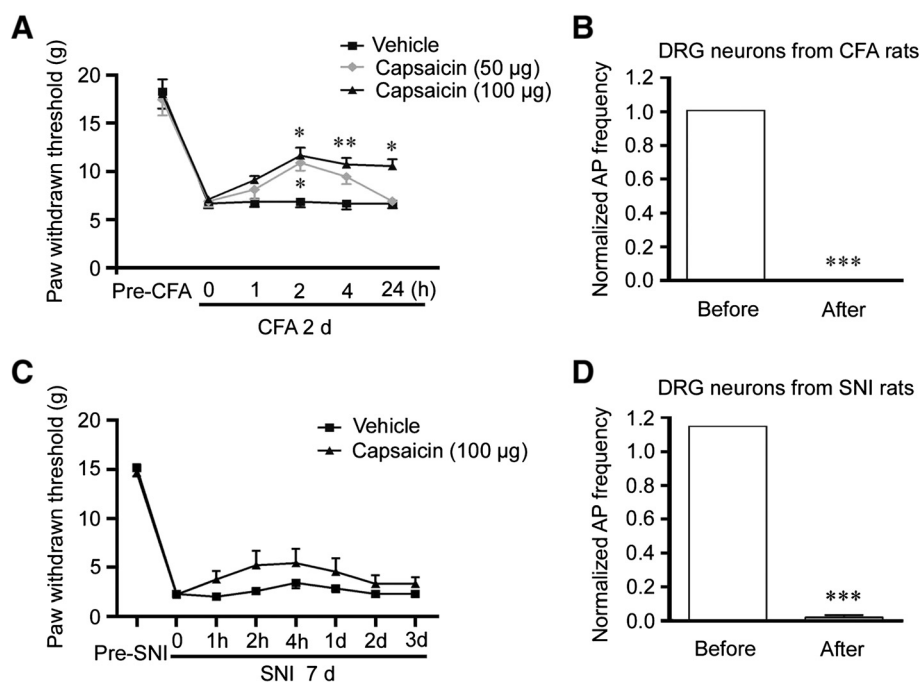 A
Vehicle
Capsaicin (50 µg)
Capsaicin (100 µg)
Paw withdrawn threshold (g)
20
15
10
5
0
* ** *
*
Pre-CFA 0 1 2 4 24 (h)
CFA 2 d
B
DRG neurons from CFA rats
Normalized AP frequency
1.2
1.0
0.8
0.6
0.4
0.2
0.0
***
Before After
C
Vehicle
Capsaicin (100 µg)
Paw withdrawn threshold (g)
20
15
10
5
0
Pre-SNI 0 1h 2h 4h 1d 2d 3d
SNI 7 d
D
DRG neurons from SNI rats
Normalized AP frequency
1.2
1.0
0.8
0.6
0.4
0.2
0.0
***
Before After